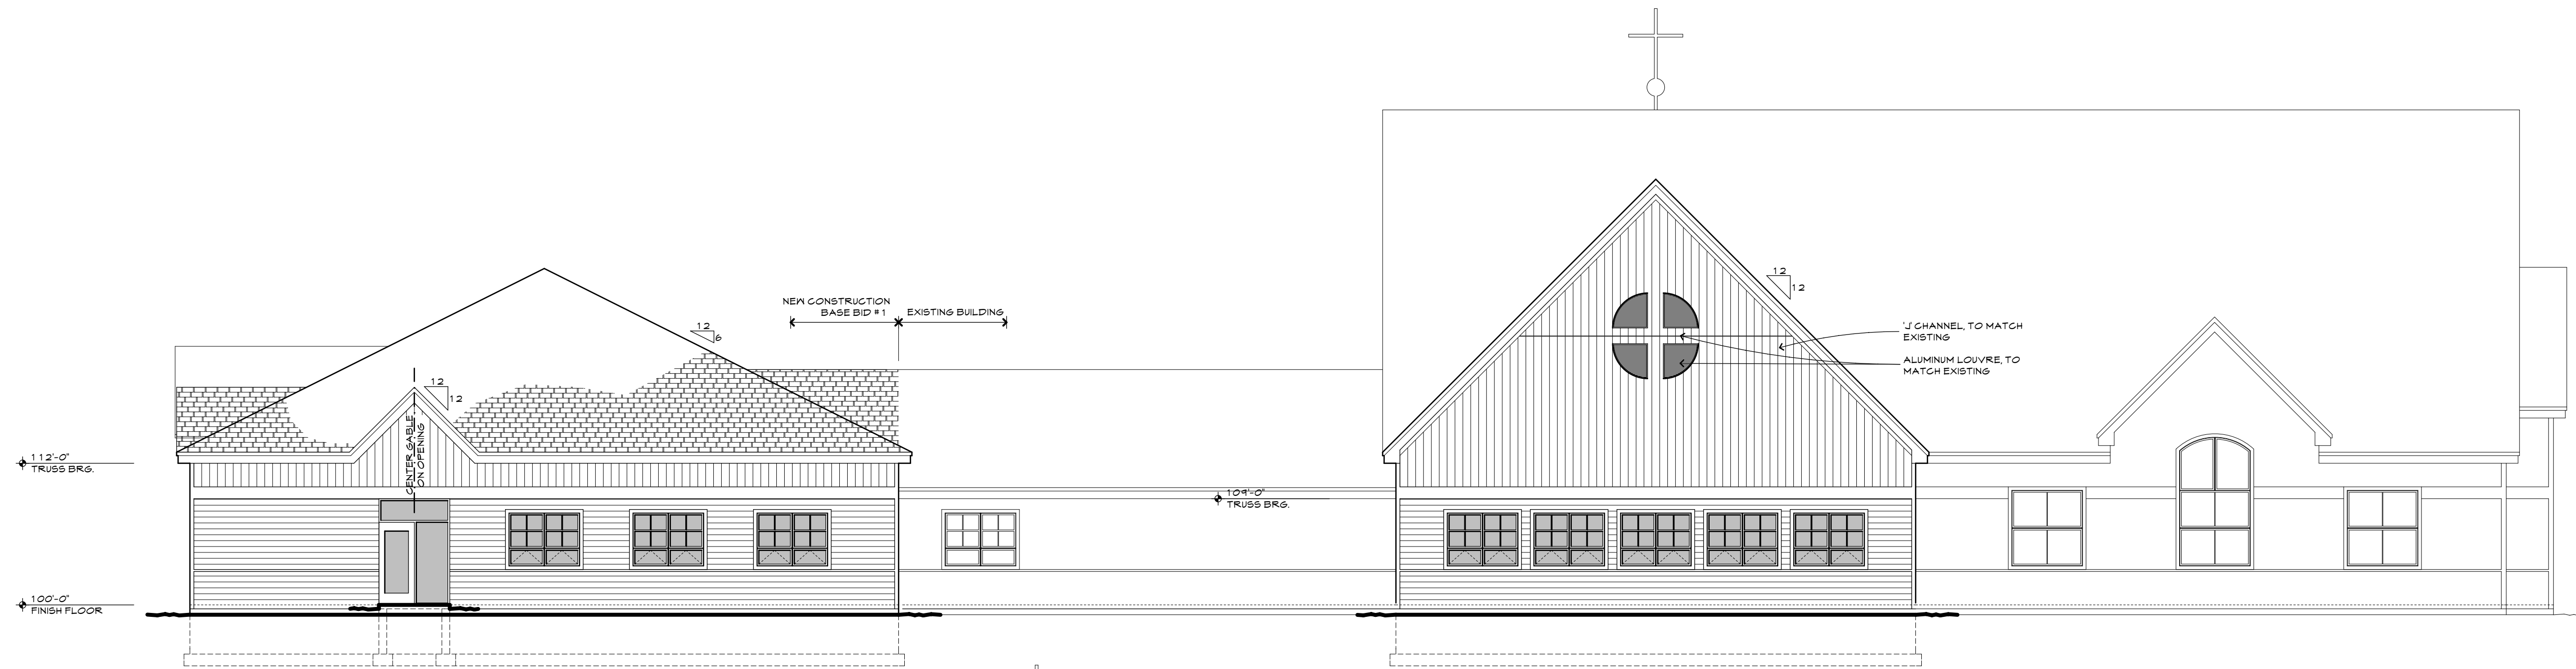 NEW CONSTRUCTION
BASE BID #1
EXISTING BUILDING
12
6
12
12
12
12
'J' CHANNEL, TO MATCH
EXISTING
ALUMINUM LOUVRE, TO
MATCH EXISTING
CENTER GABLE
ON OPENING
112'-0"
TRUSS BRG.
109'-0"
TRUSS BRG.
100'-0"
FINISH FLOOR